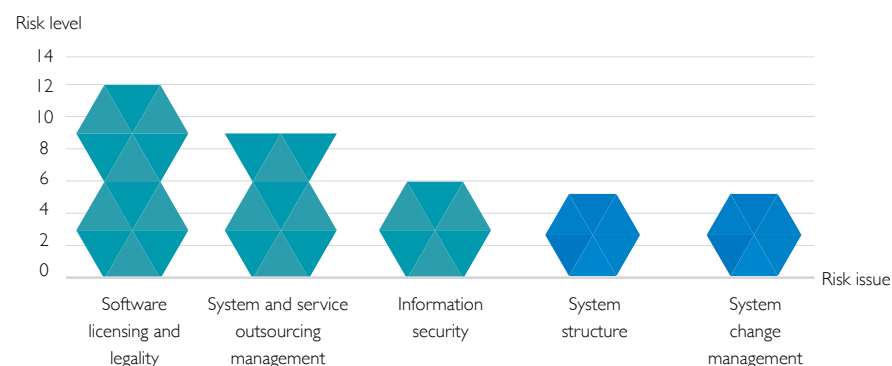 Risk level
14
12
10
8
6
4
2
0
Risk issue
Software
licensing and
legality
System and service
outsourcing
management
Information
security
System
structure
System
change
management